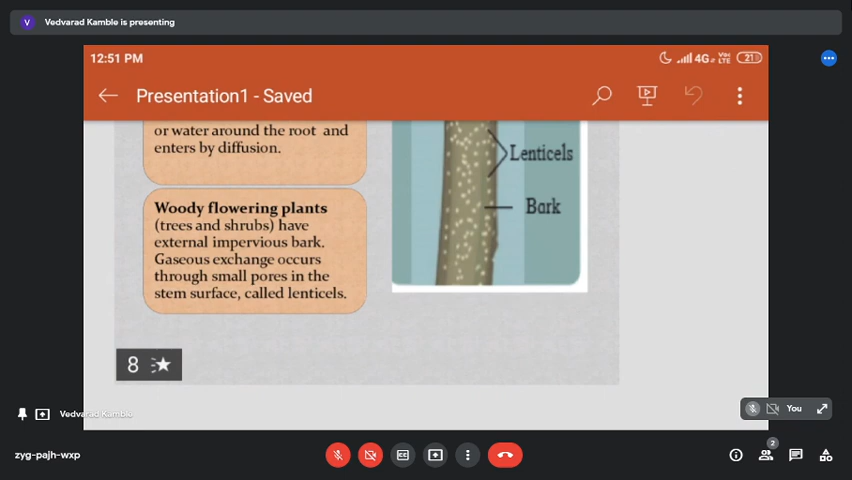 V Vedvarad Kamble is presenting
12:51 PM
4G
VoLTE
21
Presentation1 - Saved
or water around the root and
enters by diffusion.
Lenticels
Woody flowering plants
(trees and shrubs) have
external impervious bark.
Gaseous exchange occurs
through small pores in the
stem surface, called lenticels.
Bark
8
Vedvarad Kamble
You
zyg-pajh-wxp
CC
2